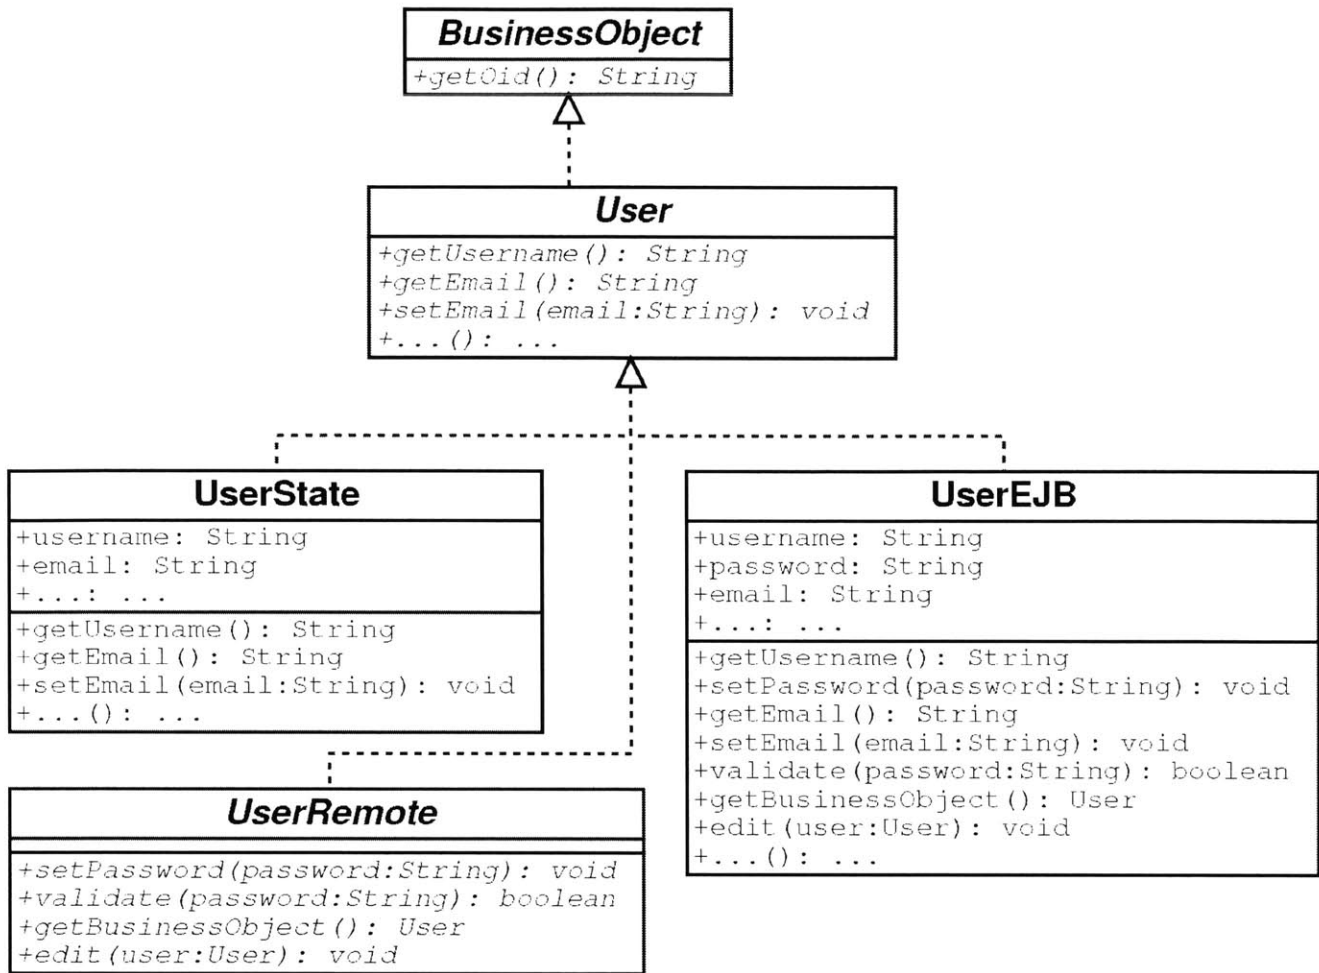 BusinessObject
+getOid(): String
User
+getUsername(): String
+getEmail(): String
+setEmail(email:String): void
+...(): ...
UserState
+username: String
+email: String
+...: ...
+getUsername(): String
+getEmail(): String
+setEmail(email:String): void
+...(): ...
UserEJB
+username: String
+password: String
+email: String
+...: ...
+getUsername(): String
+setPassword(password:String): void
+getEmail(): String
+setEmail(email:String): void
+validate(password:String): boolean
+getBusinessObject(): User
+edit(user:User): void
+...(): ...
UserRemote
+setPassword(password:String): void
+validate(password:String): boolean
+getBusinessObject(): User
+edit(user:User): void